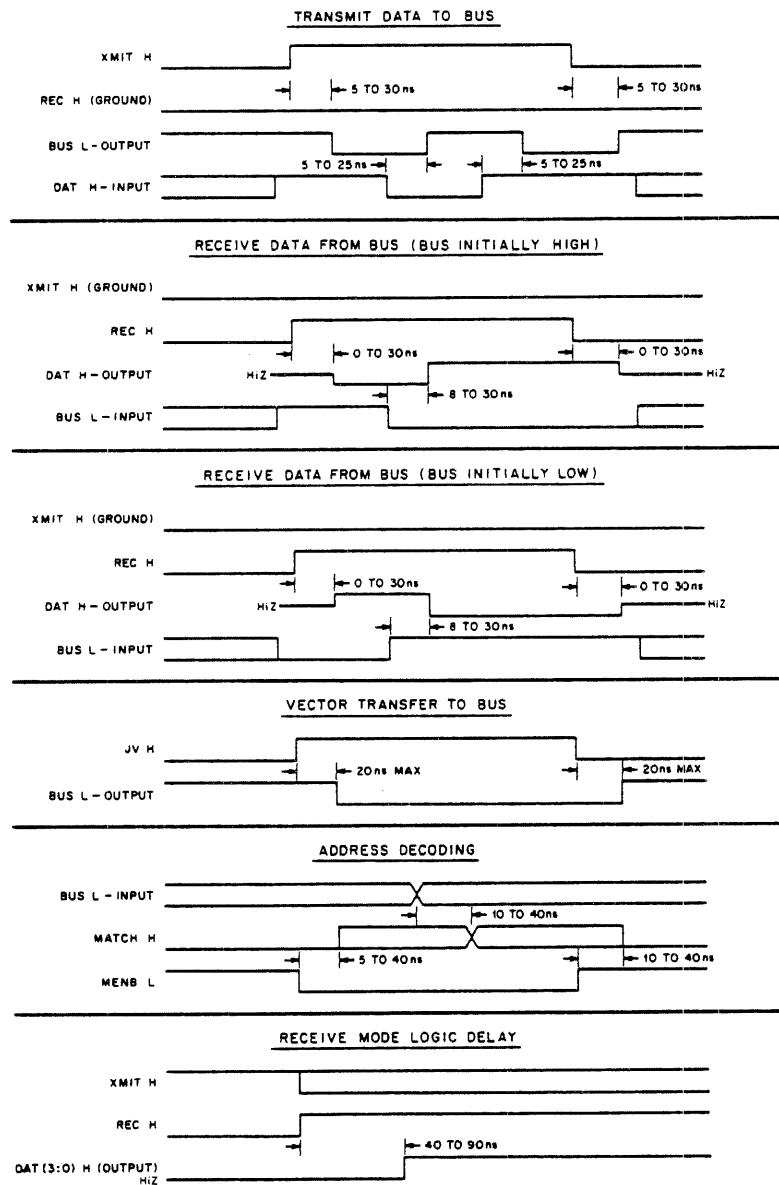 TRANSMIT DATA TO BUS
XMIT H
5 TO 30ns
5 TO 30ns
REC H (GROUND)
BUS L-OUTPUT
5 TO 25ns
5 TO 25ns
DAT H-INPUT
RECEIVE DATA FROM BUS (BUS INITIALLY HIGH)
XMIT H (GROUND)
REC H
0 TO 30ns
0 TO 30ns
DAT H-OUTPUT
HiZ
HiZ
8 TO 30ns
BUS L-INPUT
RECEIVE DATA FROM BUS (BUS INITIALLY LOW)
XMIT H (GROUND)
REC H
0 TO 30ns
0 TO 30ns
DAT H-OUTPUT
HiZ
HiZ
8 TO 30ns
BUS L-INPUT
VECTOR TRANSFER TO BUS
JV H
20ns MAX
20ns MAX
BUS L-OUTPUT
ADDRESS DECODING
BUS L-INPUT
10 TO 40ns
MATCH H
5 TO 40ns
10 TO 40ns
MENB L
RECEIVE MODE LOGIC DELAY
XMIT H
REC H
40 TO 90ns
DAT (3:0) H (OUTPUT)
HiZ